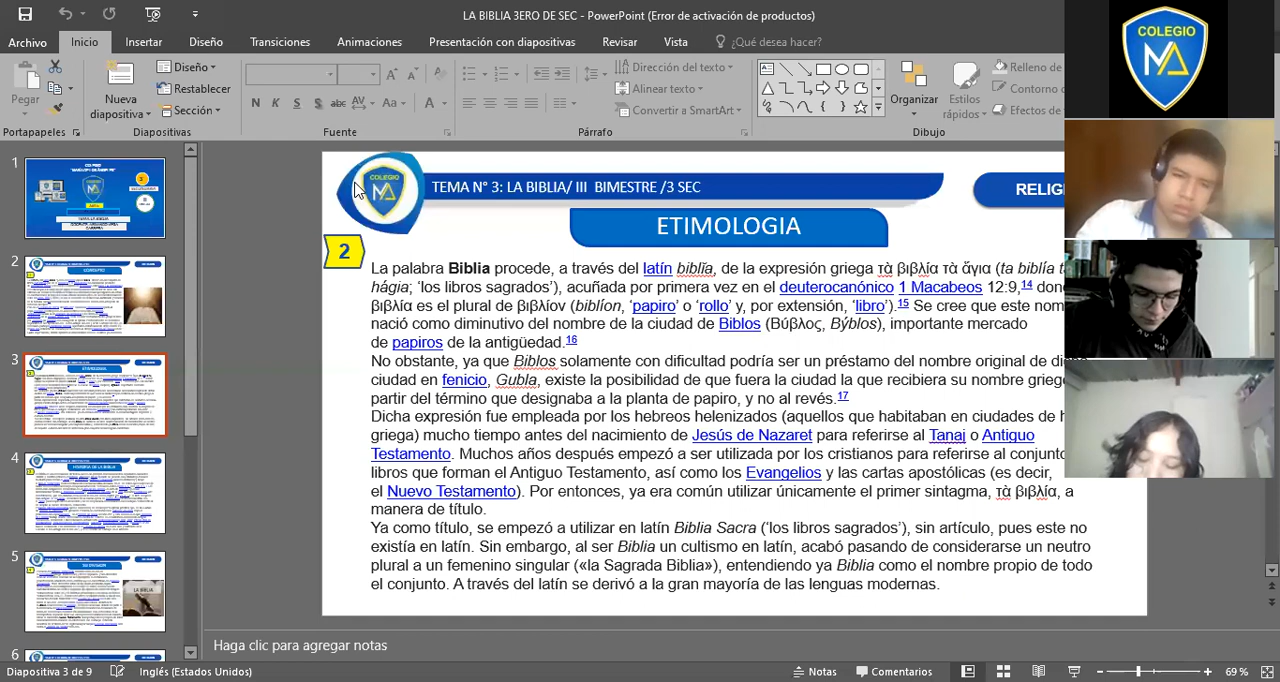 LA BIBLIA 3ERO DE SEC - PowerPoint (Error de activación de productos)
Archivo Inicio Insertar Diseño Transiciones Animaciones Presentación con diapositivas Revisar Vista ¿Qué desea hacer?
Pegar
Nueva diapositiva
Diseño
Restablecer
Sección
N K S S abc AV Aa A
Dirección del texto
Alinear texto
Convertir a SmartArt
Organizar
Estilos rápidos
Relleno de
Contorno
Efectos de
Portapapeles Diapositivas Fuente Párrafo Dibujo
COLEGIO
MA
1
2
3
4
5
6
COLEGIO
TEMA N° 3: LA BIBLIA/ III BIMESTRE /3 SEC
RELIG
ETIMOLOGIA
2
La palabra Biblia procede, a través del latín biblia, de la expresión griega τὰ βιβλία τὰ ἅγια (ta biblía t
hágia; 'los libros sagrados'), acuñada por primera vez en el deuterocanónico 1 Macabeos 12:9,14 don
βιβλία es el plural de βιβλίον (biblíon, 'papiro' o 'rollo' y, por extensión, 'libro').15 Se cree que este nom
nació como diminutivo del nombre de la ciudad de Biblos (Βύβλος, Býblos), importante mercado
de papiros de la antigüedad.16
No obstante, ya que Biblos solamente con dificultad podría ser un préstamo del nombre original de di
ciudad en fenicio, existe la posibilidad de que fuera la ciudad la que recibiera su nombre grieg
partir del término que designaba a la planta de papiro, y no al revés.17
Dicha expresión fue empleada por los hebreos helenizados (aquellos que habitaban en ciudades de h
griega) mucho tiempo antes del nacimiento de Jesús de Nazaret para referirse al Tanaj o Antiguo
Testamento. Muchos años después empezó a ser utilizada por los cristianos para referirse al conjunto
libros que forman el Antiguo Testamento, así como los Evangelios y las cartas apostólicas (es decir,
el Nuevo Testamento). Por entonces, ya era común utilizar únicamente el primer sintagma, τὰ βιβλία, a
manera de título.
Ya como título, se empezó a utilizar en latín Biblia Sacra ('los libros sagrados'), sin artículo, pues este no
existía en latín. Sin embargo, al ser Biblia un cultismo en latín, acabó pasando de considerarse un neutro
plural a un femenino singular («la Sagrada Biblia»), entendiendo ya Biblia como el nombre propio de todo
el conjunto. A través del latín se derivó a la gran mayoría de las lenguas modernas.
Haga clic para agregar notas
Diapositiva 3 de 9 Inglés (Estados Unidos) Notas Comentarios 69 %